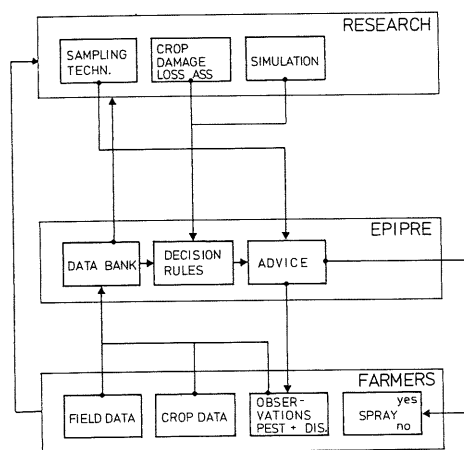 RESEARCH
SAMPLING
TECHN.
CROP
DAMAGE
LOSS ASS
SIMULATION
EPIPRE
DATA BANK
DECISION
RULES
ADVICE
FARMERS
FIELD DATA
CROP DATA
OBSER-
VATIONS
PEST + DIS.
yes
SPRAY
no